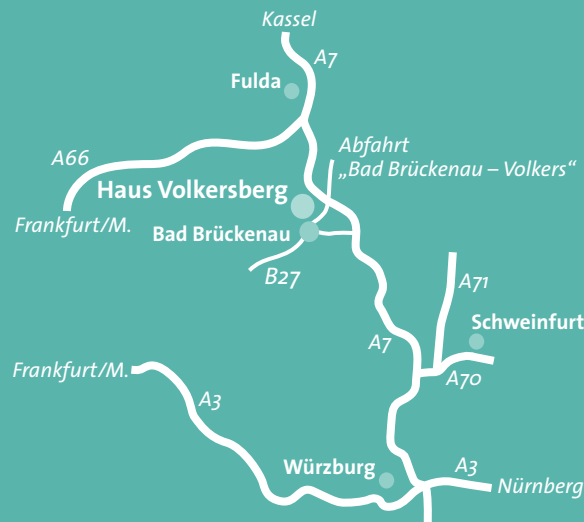 Kassel
A7
Fulda
A66
Abfahrt
„Bad Brückenau – Volkers“
Haus Volkersberg
Frankfurt/M.
Bad Brückenau
B27
A71
Schweinfurt
A7
Frankfurt/M.
A70
A3
Würzburg
A3
Nürnberg